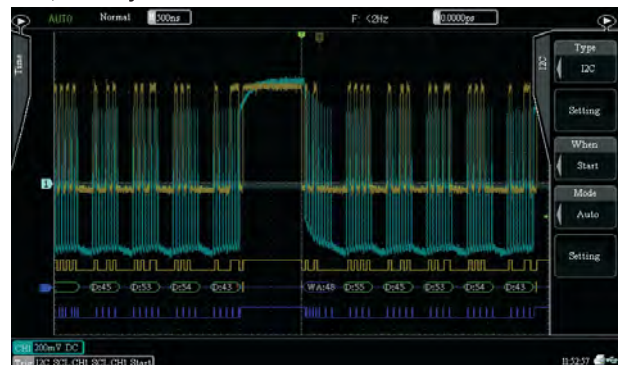 AUTO Normal H 500ns F: <2Hz D 0.0000ps
Time
I2C
Type
I2C
Setting
When
Start
Mode
Auto
Setting
1
D:45 D:53 D:54 D:43 WA:48 D:55 D:45 D:53 D:54 D:43
CH1 200mV DC
I2C SCL CH1 SCL CH1 Start
11:52:57